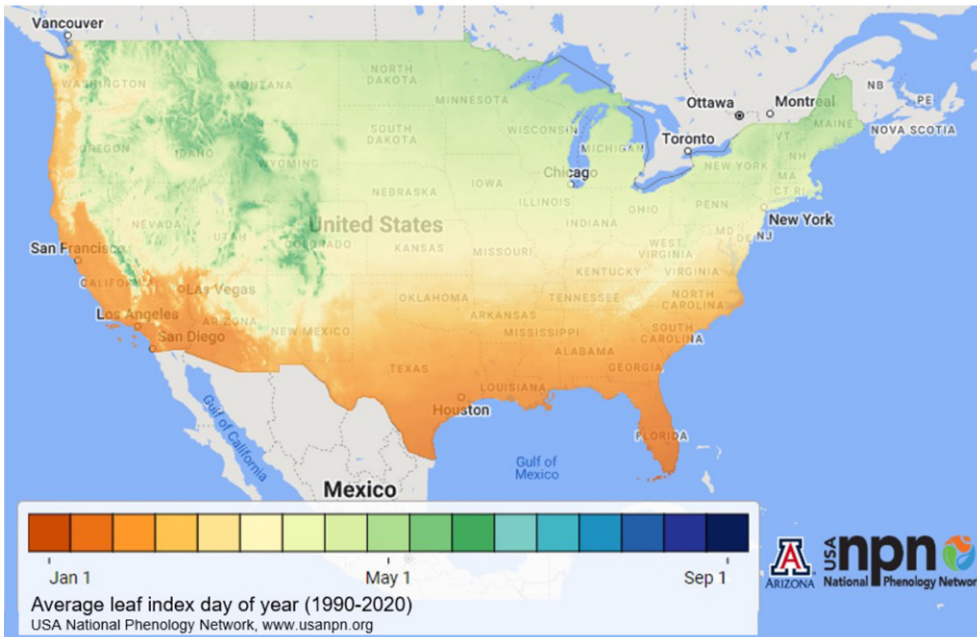 Vancouver
WASHINGTON
MONTANA
NORTH
DAKOTA
MINNESOTA
Ottawa
Montreal
NB
PE
MAINE
NOVA SCOTIA
OREGON
IDAHO
SOUTH
DAKOTA
WISCONSIN
MICHIGAN
Toronto
VT
NH
NEW YORK
MA
CT RI
WYOMING
Chicago
NEBRASKA
IOWA
ILLINOIS
INDIANA
OHIO
PENN
New York
NEVADA
UTAH
COLORADO
United States
KANSAS
MISSOURI
WEST
VIRGINIA
MD
DE
NJ
San Francisco
CALIFO
Las Vegas
KENTUCKY
VIRGINIA
Los Angeles
ARIZONA
NEW MEXICO
OKLAHOMA
ARKANSAS
TENNESSEE
NORTH
CAROLINA
San Diego
MISSISSIPPI
SOUTH
CAROLINA
TEXAS
ALABAMA
GEORGIA
LOUISIANA
Houston
FLORIDA
Gulf of
California
Gulf of
Mexico
Mexico
Jan 1
May 1
Sep 1
Average leaf index day of year (1990-2020)
USA National Phenology Network, www.usanpn.org
A
ARIZONA
USA
npn
National Phenology Network